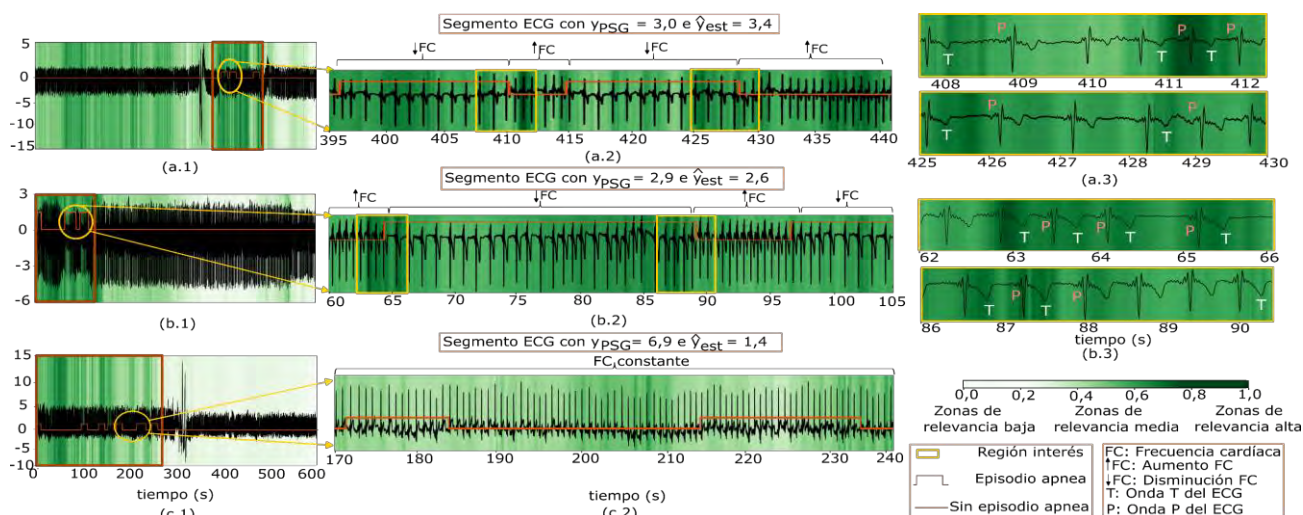 Segmento ECG con yPSG = 3,0 e ŷest = 3,4
↓FC ↑FC ↓FC ↑FC
5
0
-5
-10
-15
395 400 405 410 415 420 425 430 435 440
(a.1)
(a.2)
P P P
T T T
408 409 410 411 412
P P
T T
425 426 427 428 429 430
(a.3)
Segmento ECG con yPSG = 2,9 e ŷest = 2,6
↑FC ↓FC ↑FC ↓FC
3
0
-3
-6
60 65 70 75 80 85 90 95 100 105
(b.1)
(b.2)
T P T P T P T
62 63 64 65 66
P T P T
T
86 87 88 89 90
tiempo (s)
(b.3)
Segmento ECG con yPSG= 6,9 e ŷest = 1,4
FC constante
15
10
5
0
-5
-10
0 100 200 300 400 500 600
tiempo (s)
(c.1)
170 180 190 200 210 220 230 240
tiempo (s)
(c.2)
0,0 0,2 0,4 0,6 0,8 1,0
Zonas de relevancia baja
Zonas de relevancia media
Zonas de relevancia alta
Región interés
Episodio apnea
Sin episodio apnea
FC: Frecuencia cardíaca
↑FC: Aumento FC
↓FC: Disminución FC
T: Onda T del ECG
P: Onda P del ECG